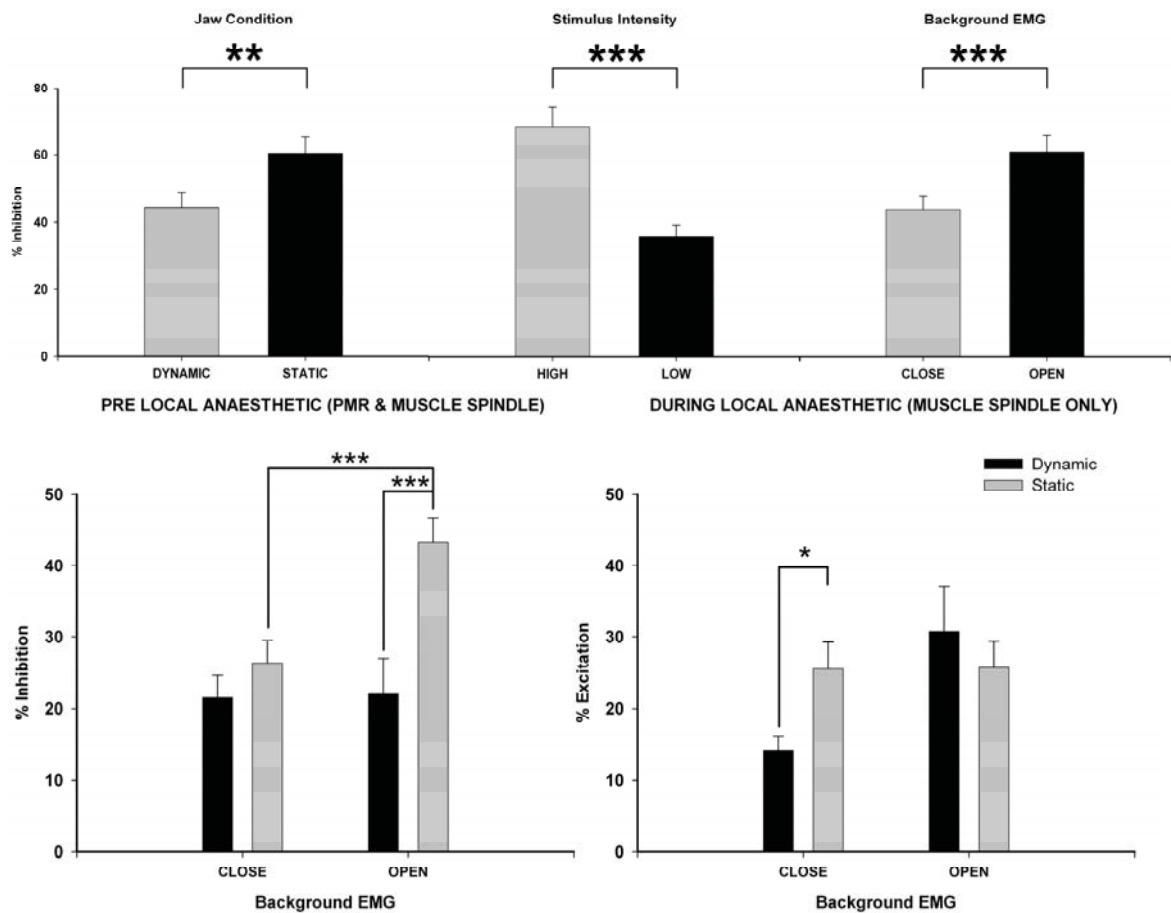 Jaw Condition Stimulus Intensity Background EMG
** *** ***
80
60
40
20
0
% Inhibition
DYNAMIC STATIC HIGH LOW CLOSE OPEN
PRE LOCAL ANAESTHETIC (PMR & MUSCLE SPINDLE) DURING LOCAL ANAESTHETIC (MUSCLE SPINDLE ONLY)
50
40
30
20
10
0
% Inhibition
***
***
CLOSE OPEN
Background EMG
Dynamic
Static
50
40
30
20
10
0
% Excitation
*
CLOSE OPEN
Background EMG